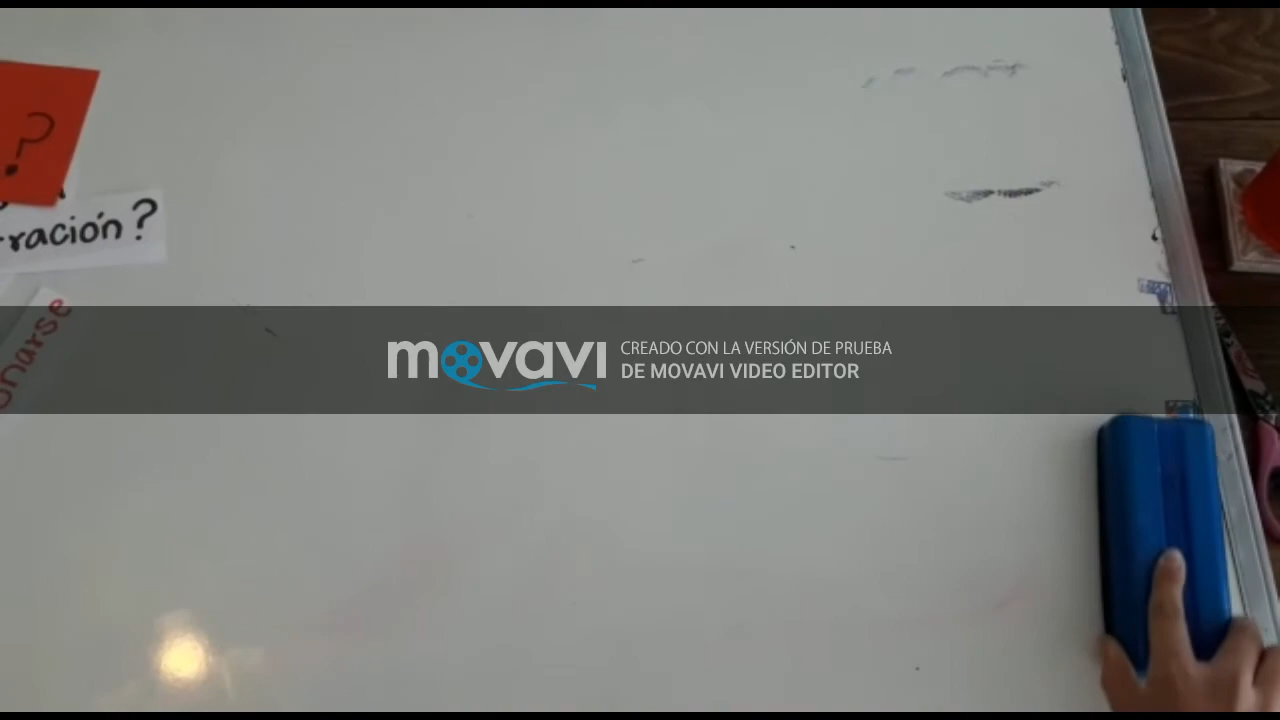 ?
ración?
onarse
movavi
CREADO CON LA VERSIÓN DE PRUEBA
DE MOVAVI VIDEO EDITOR